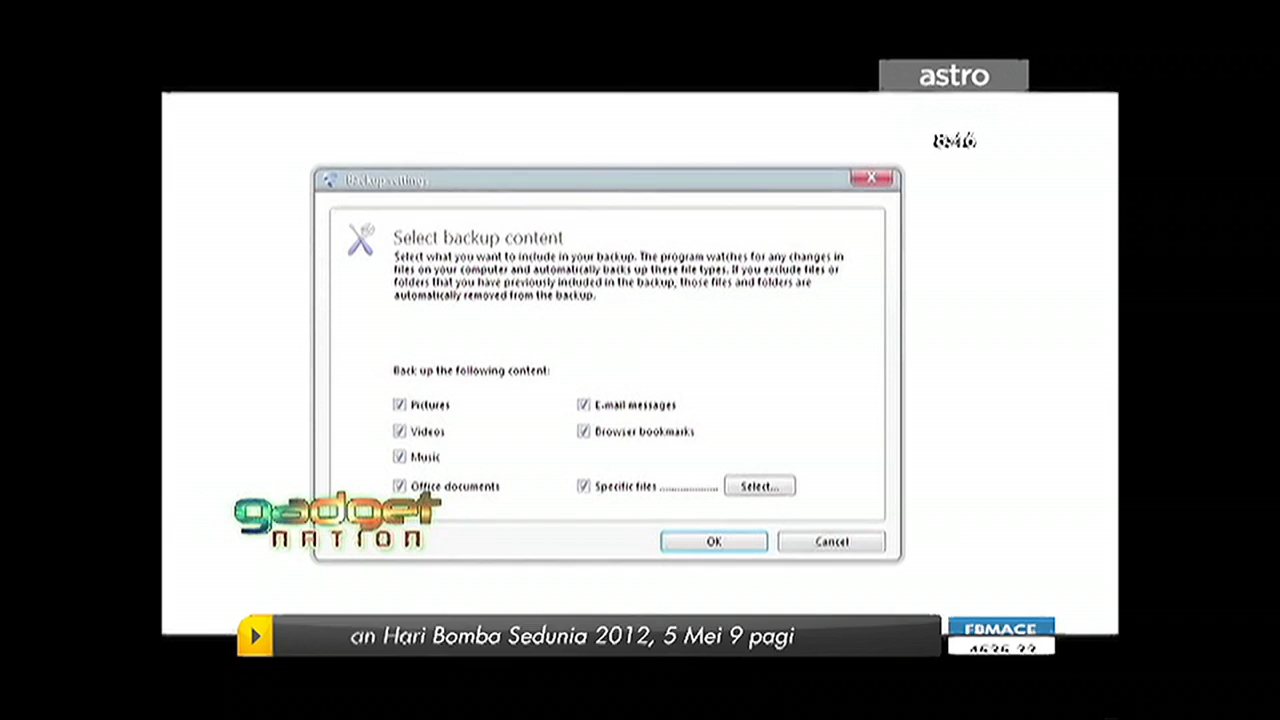 astro
8:46
Backup settings
X
Select backup content
Select what you want to include in your backup. The program watches for any changes in
files on your computer and automatically backs up these file types. If you exclude files or
folders that you have previously included in the backup, those files and folders are
automatically removed from the backup.
Back up the following content:
Pictures
E-mail messages
Videos
Browser bookmarks
Music
Office documents
Specific files ................
Select...
gadget
NATION
OK
Cancel
an Hari Bomba Sedunia 2012, 5 Mei 9 pagi
FBMACE